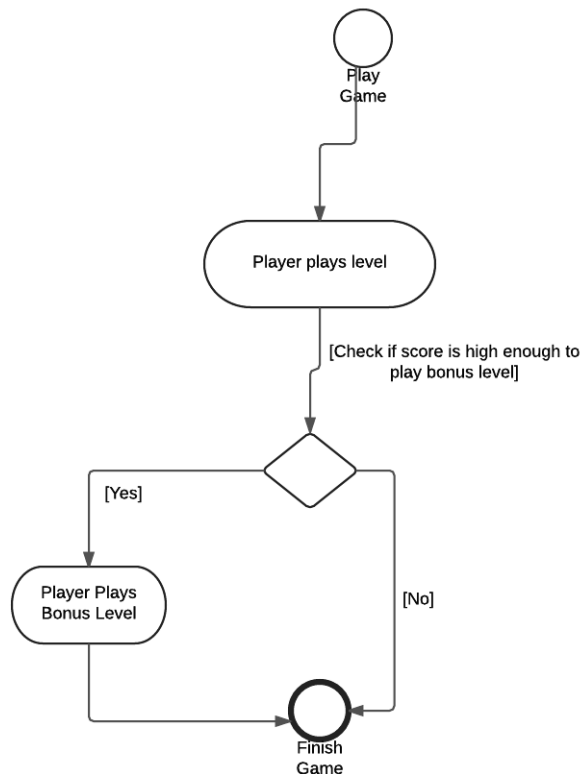 Play
Game
Player plays level
[Check if score is high enough to
play bonus level]
[Yes]
Player Plays
Bonus Level
[No]
Finish
Game